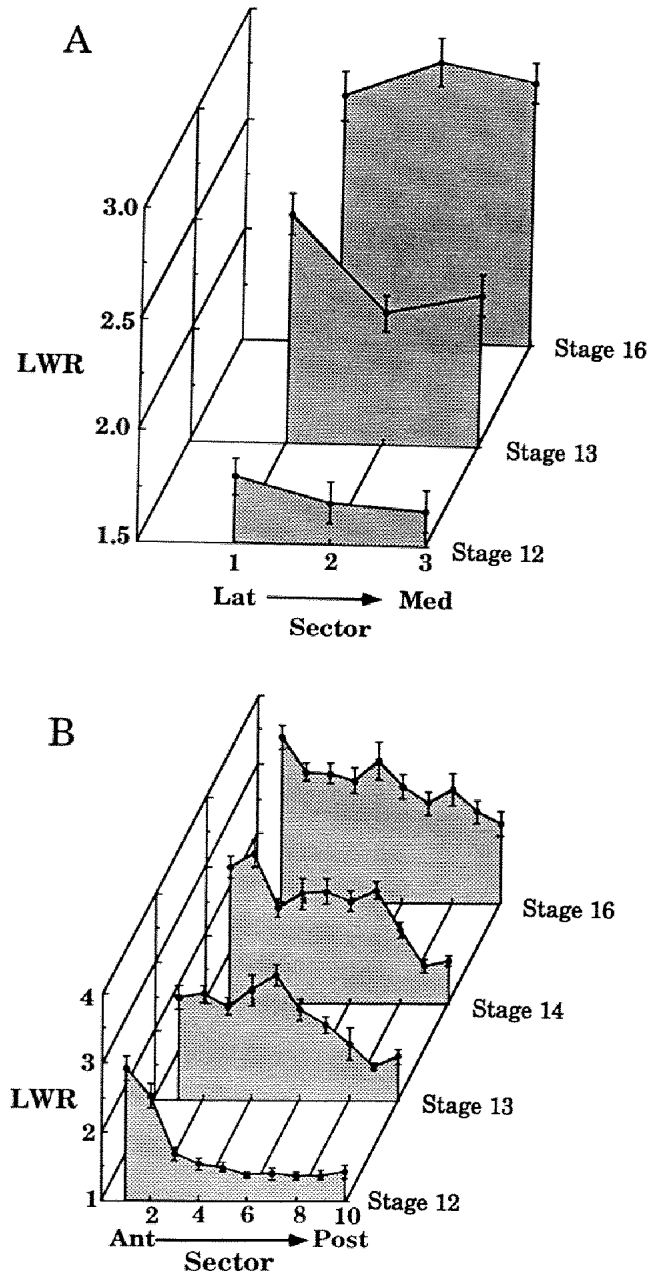 A
3.0
2.5
LWR
2.0
1.5
Stage 16
Stage 13
Stage 12
1 2 3
Lat Med
Sector
B
4
3
LWR
2
1
Stage 16
Stage 14
Stage 13
Stage 12
2 4 6 8 10
Ant Post
Sector